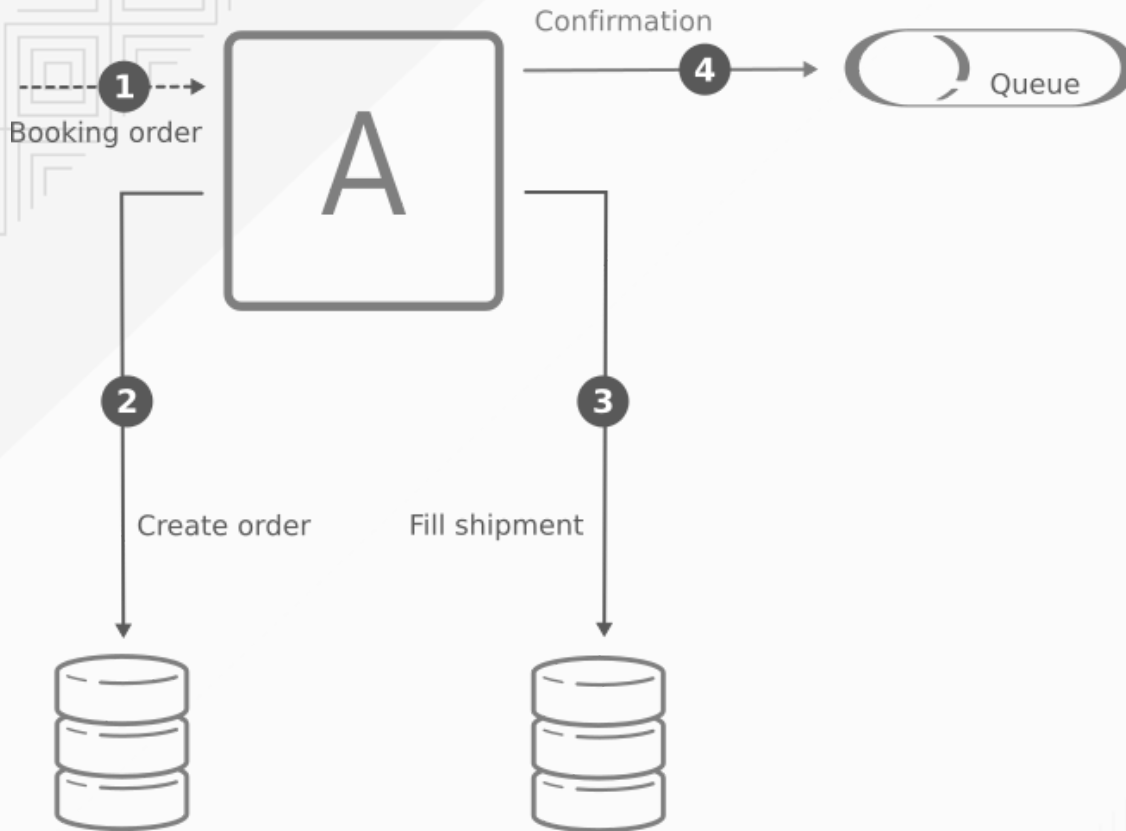 Confirmation
1
4
Queue
Booking order
A
2
3
Create order
Fill shipment